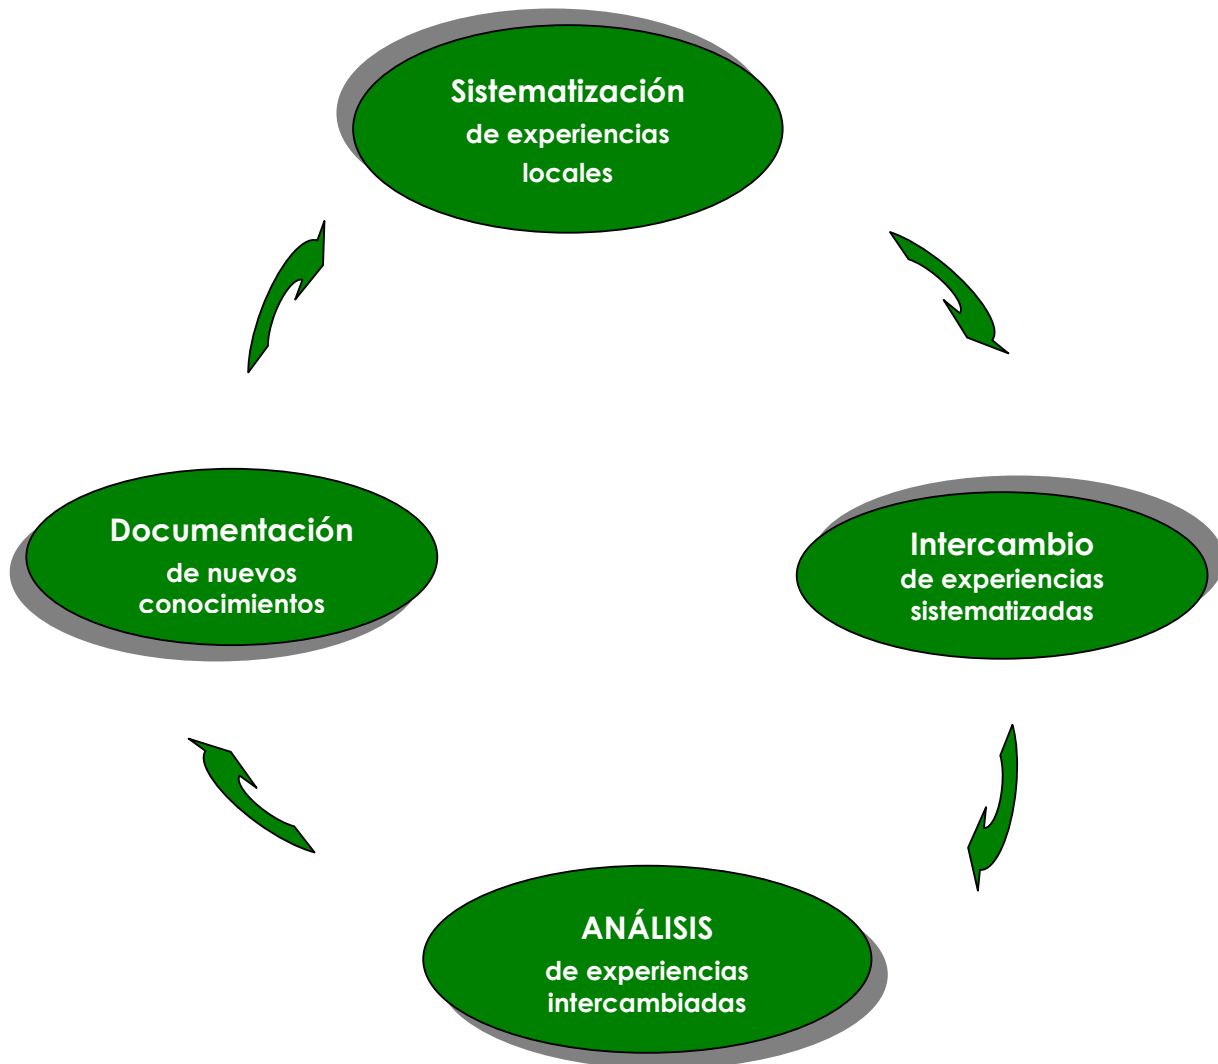 Sistematización
de experiencias
locales
Intercambio
de experiencias
sistematizadas
ANÁLISIS
de experiencias
intercambiadas
Documentación
de nuevos
conocimientos